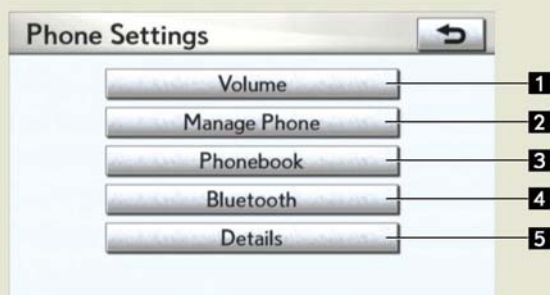 Phone Settings
Volume 1
Manage Phone 2
Phonebook 3
Bluetooth 4
Details 5